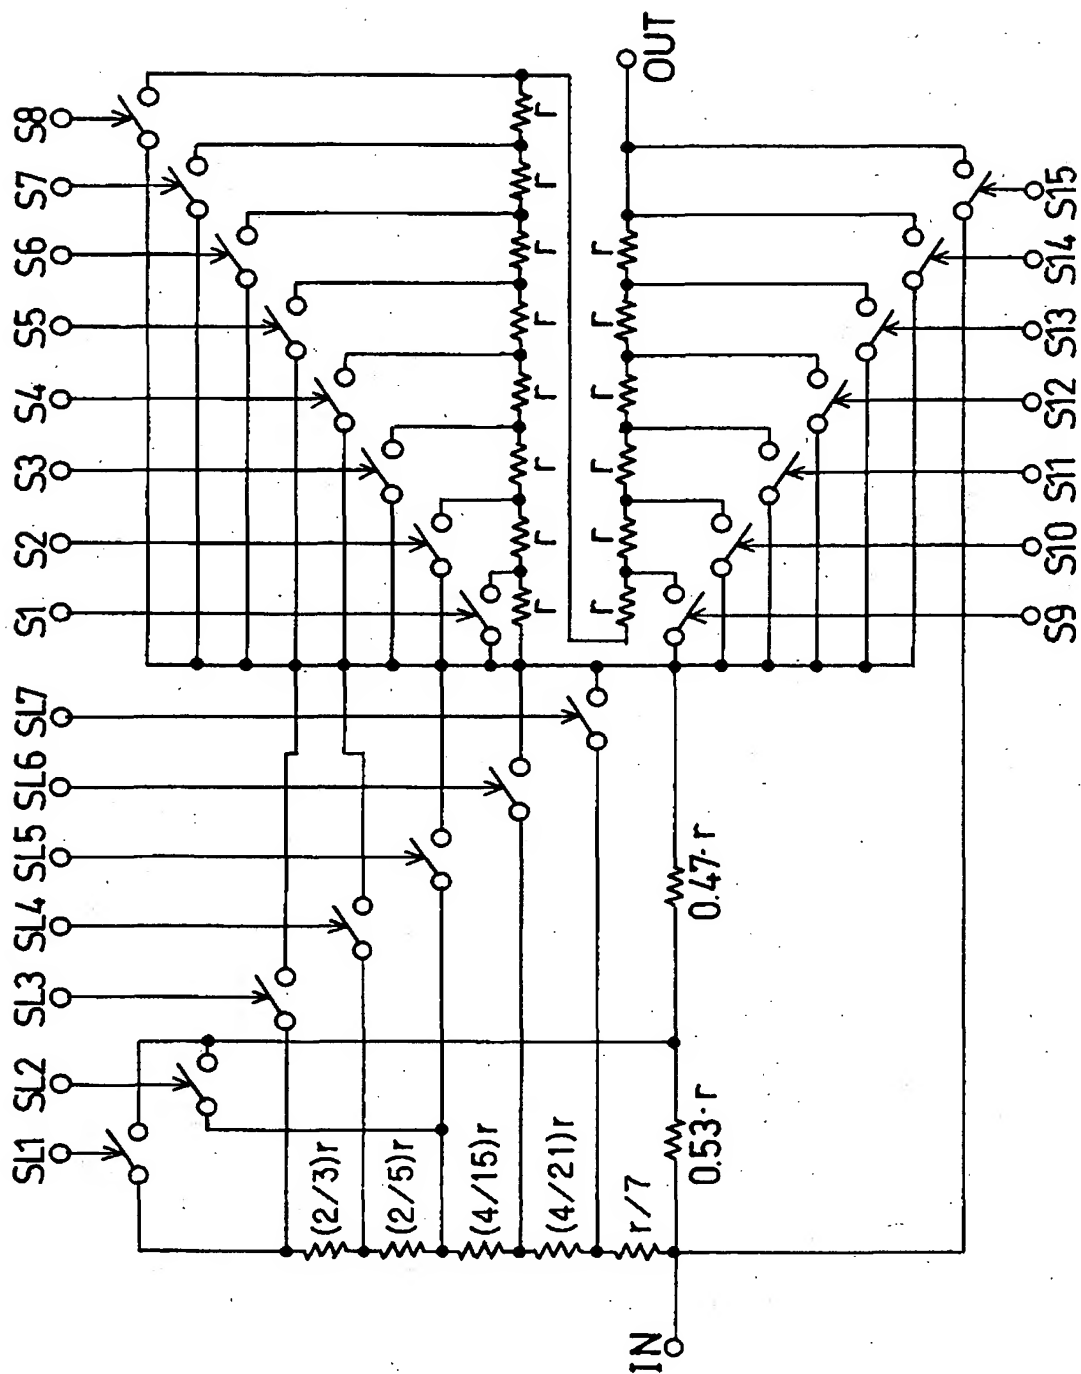 SL1
SL2
SL3
SL4
SL5
SL6
SL7
S1
S2
S3
S4
S5
S6
S7
S8
(2/3)r
(2/5)r
(4/15)r
(4/21)r
r/7
r
r
r
r
r
r
r
r
r
r
r
r
r
r
IN
OUT
0.53·r
0.47·r
S9
S10
S11
S12
S13
S14
S15